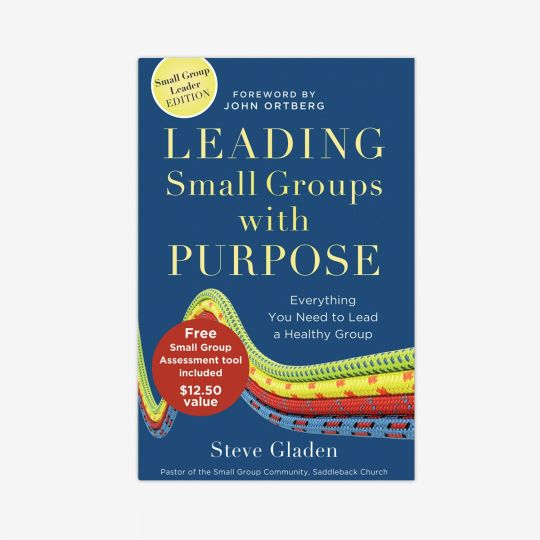 Small Group
Leader
EDITION
FOREWORD BY
JOHN ORTBERG
LEADING
Small Groups
with
PURPOSE
Everything
You Need to Lead
a Healthy Group
Free
Small Group
Assessment tool
included
$12.50
value
Steve Gladen
Pastor of the Small Group Community, Saddleback Church